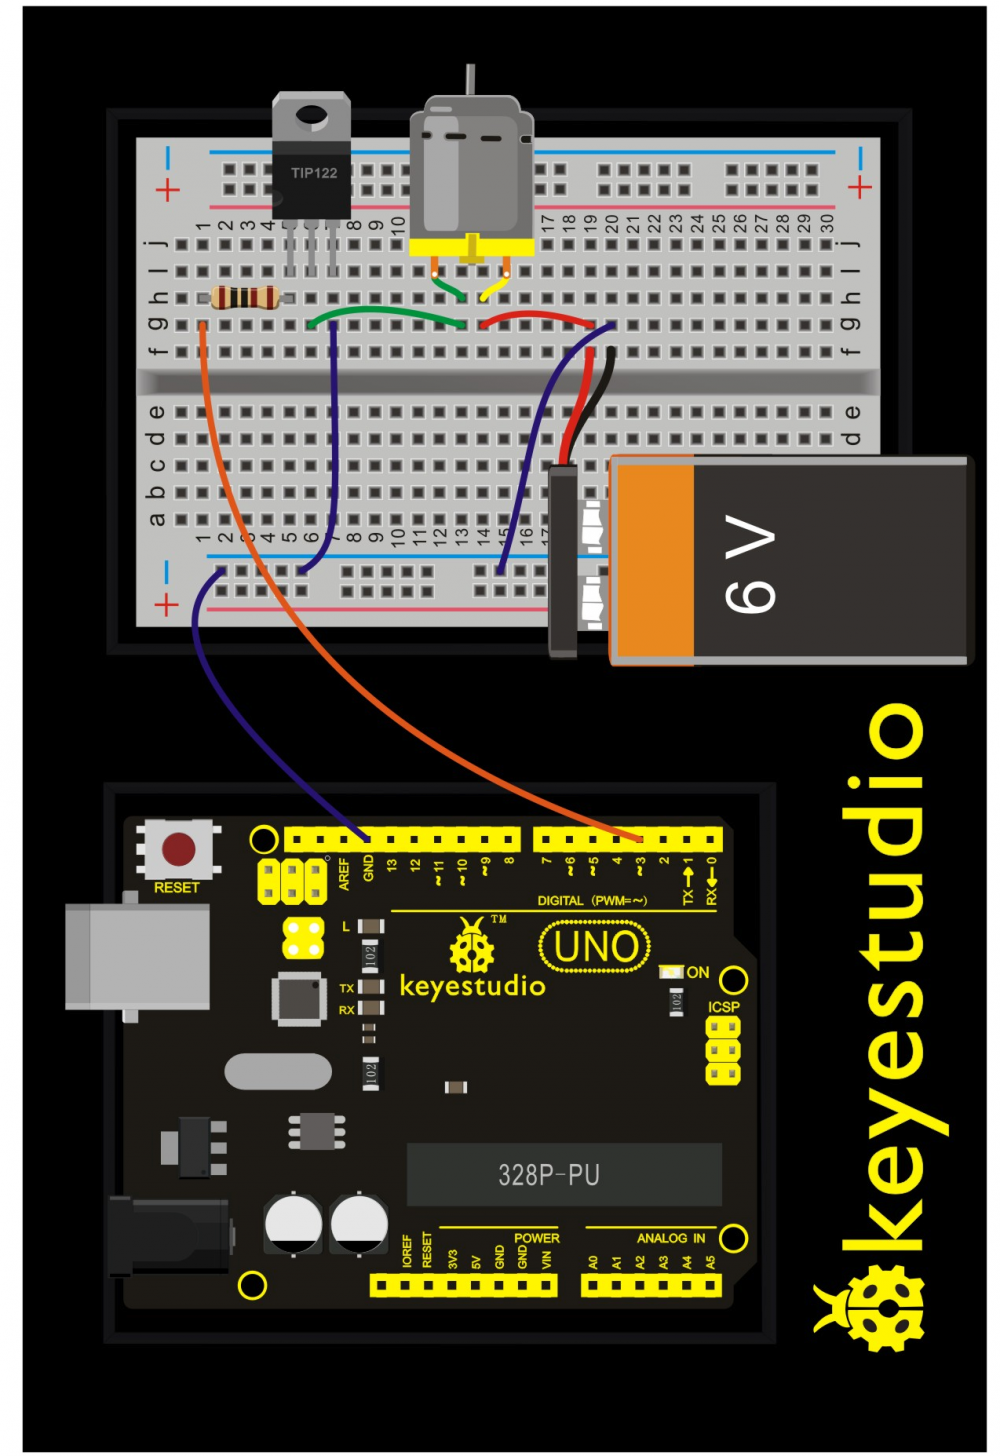 TIP122
− −
+ +
1 2 3 4 8 9 10 17 18 19 20 21 22 23 24 25 26 27 28 29 30
j j
I I
h h
g g
f f
e e
d d
c
b
a
1 2 3 4 5 6 7 8 9 10 11 12 13 14 15 16
−
+
6 V
keyestudio
RESET
AREF GND 13 12 ~11 ~10 ~9 8 7 ~6 ~5 4 ~3 2 TX→1 RX←0
DIGITAL (PWM=~)
L
TM
UNO
102
keyestudio
ON
TX
RX
102
ICSP
102
328P-PU
POWER
ANALOG IN
IOREF RESET 3V3 5V GND GND VIN A0 A1 A2 A3 A4 A5